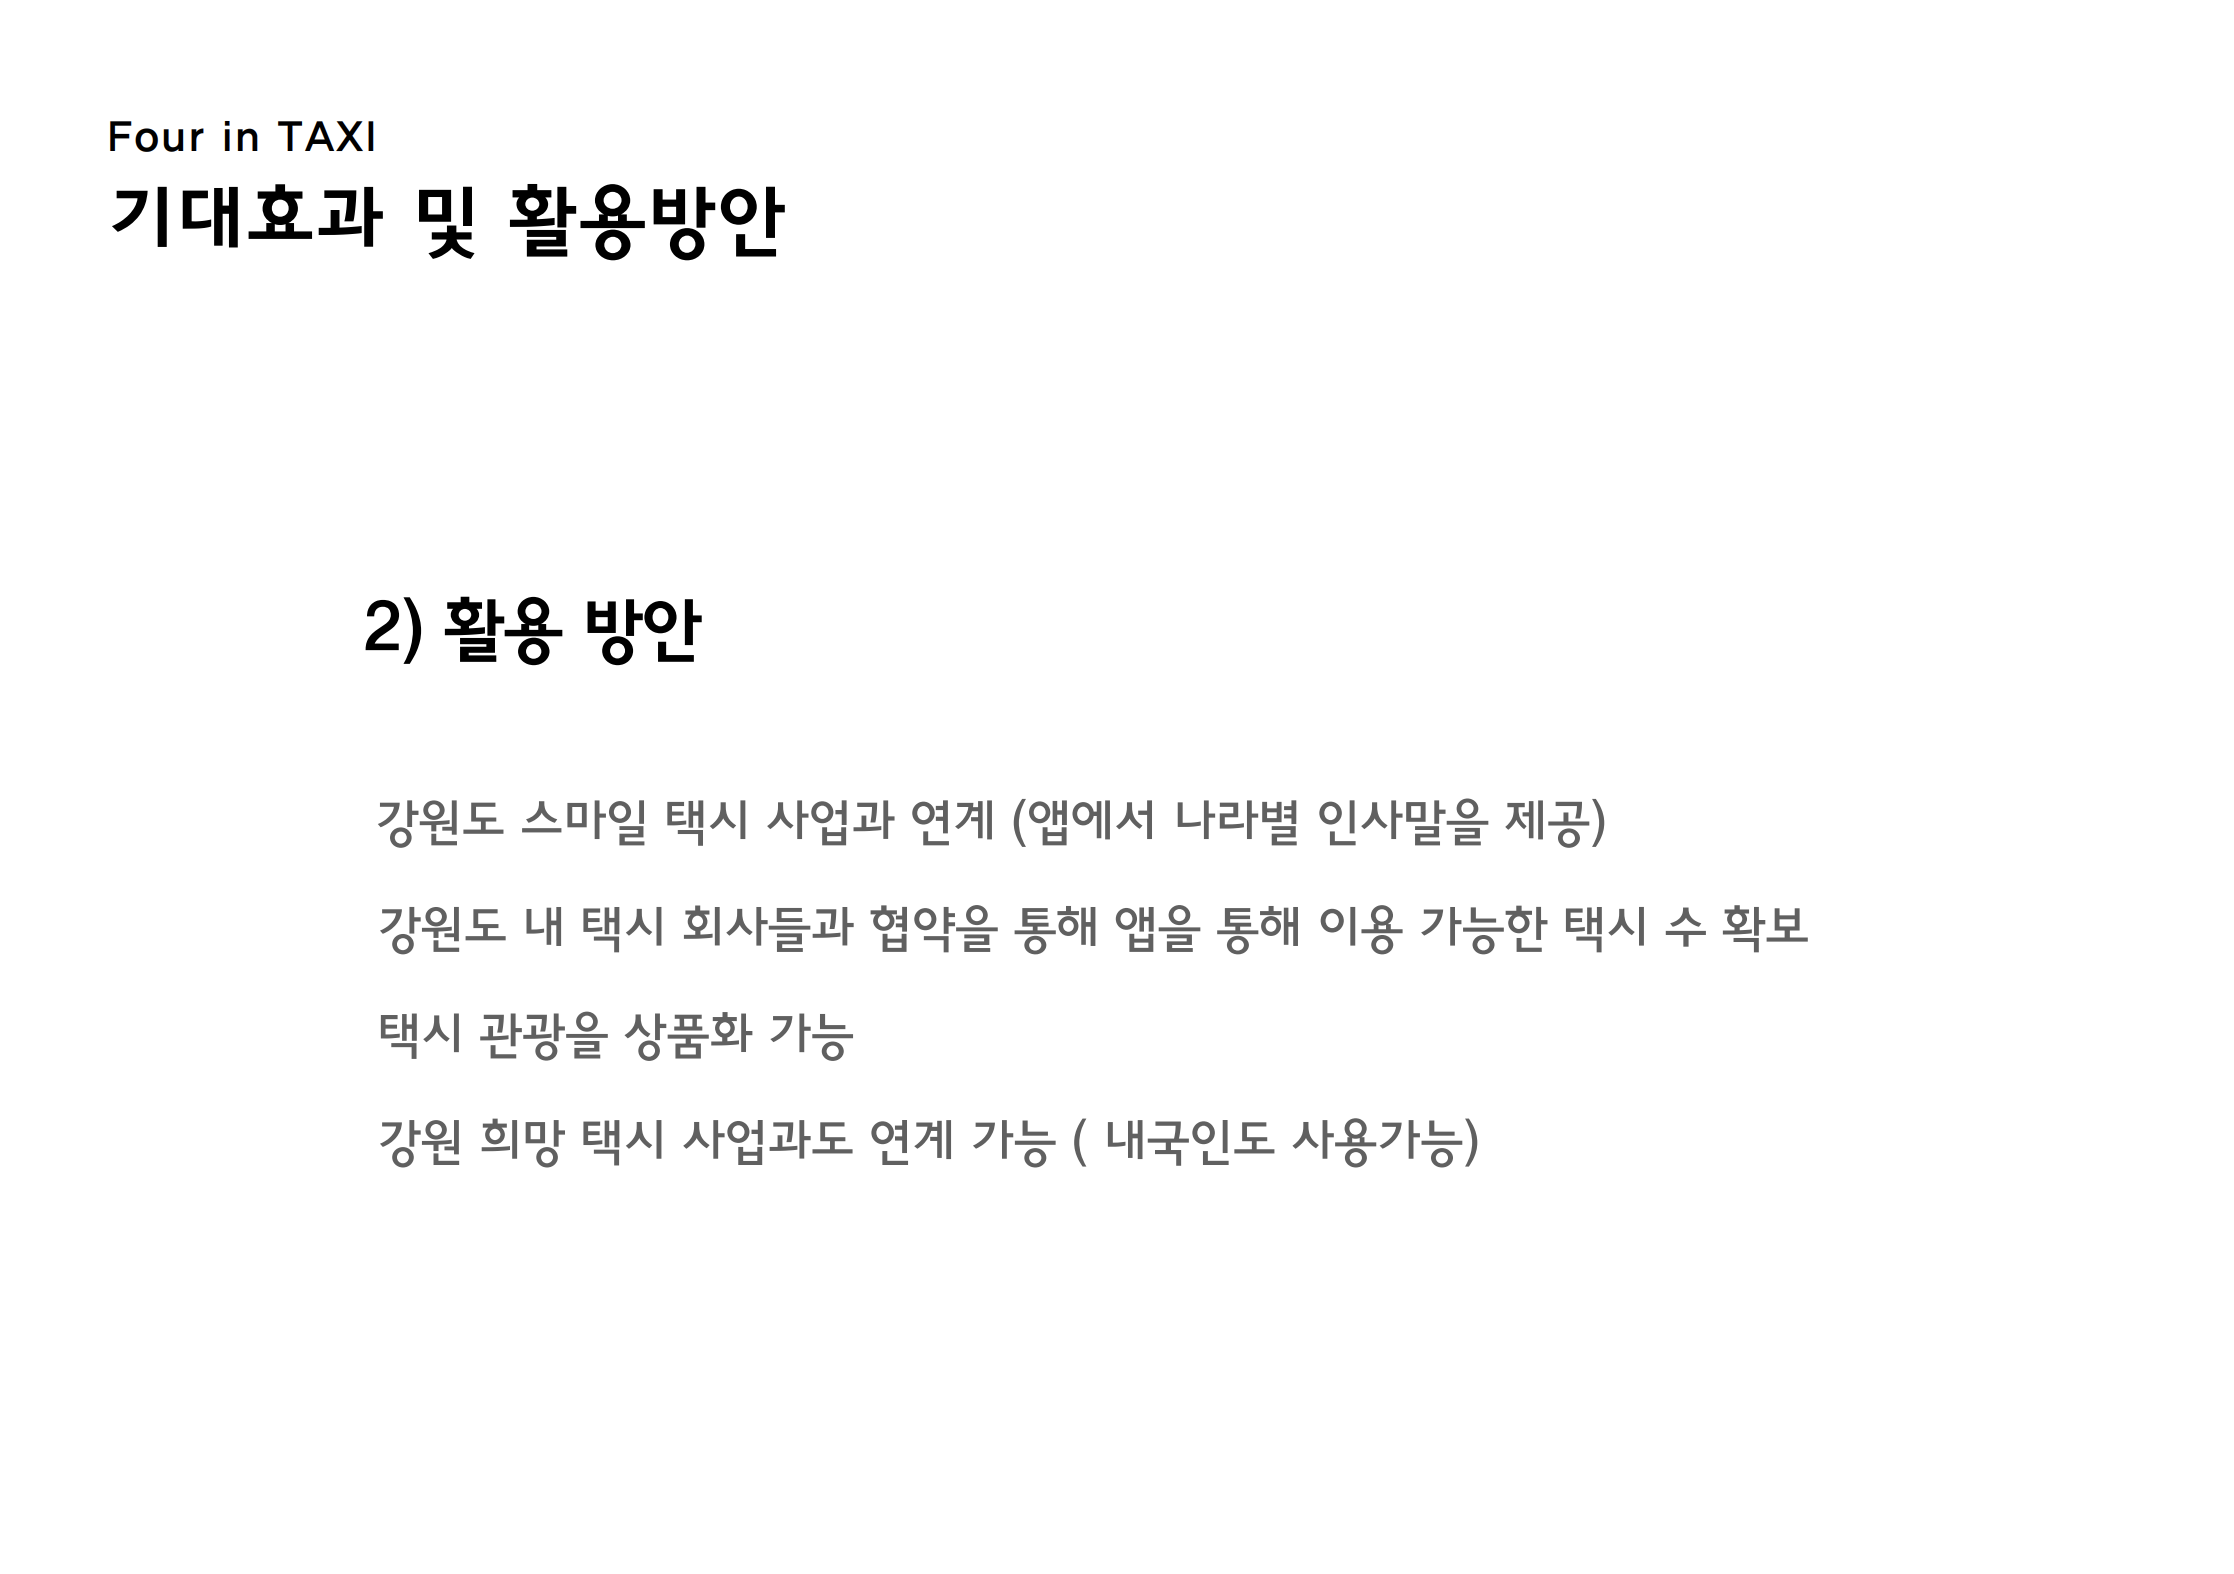 Four in TAXI
기대효과 및 활용방안
2) 활용 방안
강원도 스마일 택시 사업과 연계 (앱에서 나라별 인사말을 제공)
강원도 내 택시 회사들과 협약을 통해 앱을 통해 이용 가능한 택시 수 확보
택시 관광을 상품화 가능
강원 희망 택시 사업과도 연계 가능 ( 내국인도 사용가능)